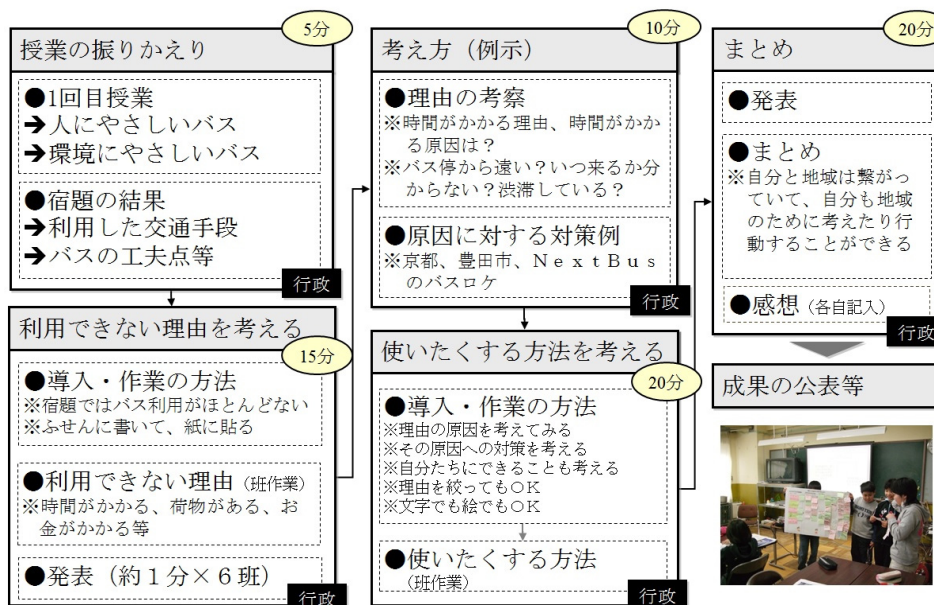 5分
授業の振りかえり
●1回目授業
➔人にやさしいバス
➔環境にやさしいバス
●宿題の結果
➔利用した交通手段
➔バスの工夫点等
行政
利用できない理由を考える
15分
●導入・作業の方法
※宿題ではバス利用がほとんどない
※ふせんに書いて、紙に貼る
●利用できない理由（班作業）
※時間がかかる、荷物がある、お
金がかかる等
●発表（約１分×６班）
行政
10分
考え方（例示）
●理由の考察
※時間がかかる理由、時間がかか
る原因は？
※バス停から遠い？いつ来るか分
からない？渋滞している？
●原因に対する対策例
※京都、豊田市、ＮｅｘｔＢｕｓ
のバスロケ
行政
使いたくする方法を考える
20分
●導入・作業の方法
※理由の原因を考えてみる
※その原因への対策を考える
※自分たちにできることも考える
※理由を絞ってもＯＫ
※文字でも絵でもＯＫ
●使いたくする方法
（班作業）
行政
20分
まとめ
●発表
●まとめ
※自分と地域は繋がっ
ていて、自分も地域
のために考えたり行
動することができる
●感想（各自記入）
行政
成果の公表等